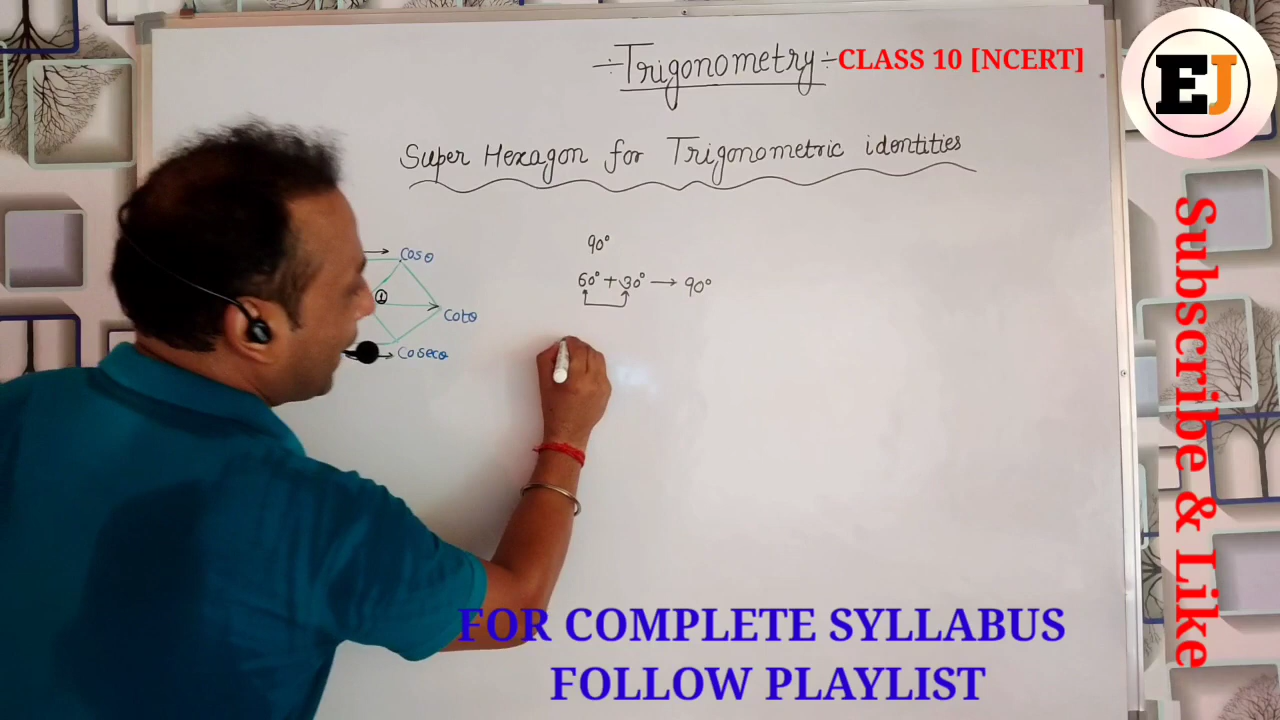 ÷ Trigonometry ÷ CLASS 10 [NCERT]
EJ
Super Hexagon for Trigonometric identities
90°
Cosθ
60° + 30° → 90°
1
Cotθ
Cosecθ
Subscribe & Like
FOR COMPLETE SYLLABUS
FOLLOW PLAYLIST